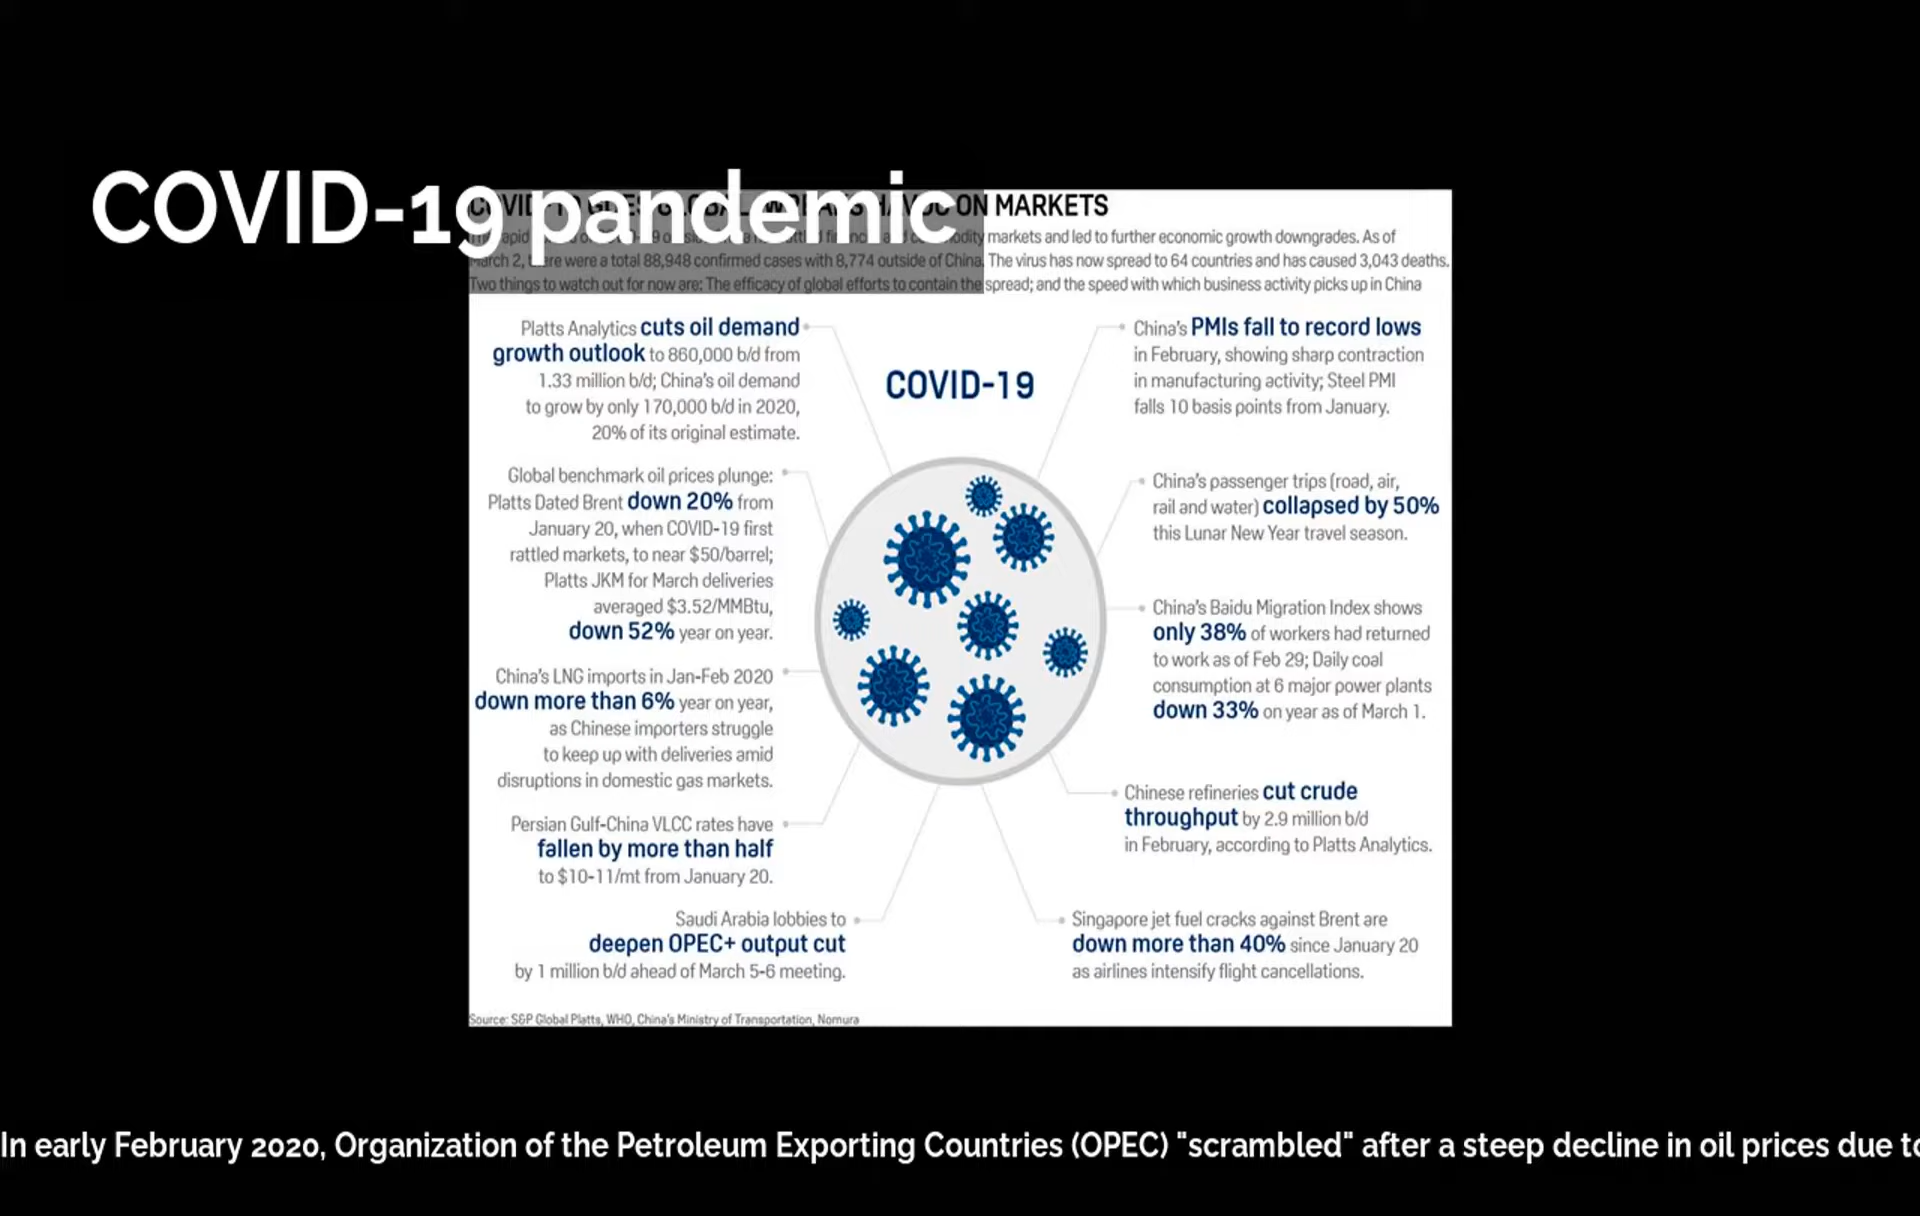 COVID-19 pandemic
ON MARKETS
markets and led to further economic growth downgrades. As of
March 2, there were a total 88,948 confirmed cases with 8,774 outside of China. The virus has now spread to 64 countries and has caused 3,043 deaths.
Two things to watch out for now are: The efficacy of global efforts to contain the spread; and the speed with which business activity picks up in China
Platts Analytics cuts oil demand
growth outlook to 860,000 b/d from
1.33 million b/d; China's oil demand
to grow by only 170,000 b/d in 2020,
20% of its original estimate.
Global benchmark oil prices plunge:
Platts Dated Brent down 20% from
January 20, when COVID-19 first
rattled markets, to near $50/barrel;
Platts JKM for March deliveries
averaged $3.52/MMBtu,
down 52% year on year.
China's LNG imports in Jan-Feb 2020
down more than 6% year on year,
as Chinese importers struggle
to keep up with deliveries amid
disruptions in domestic gas markets.
Persian Gulf-China VLCC rates have
fallen by more than half
to $10-11/mt from January 20.
Saudi Arabia lobbies to
deepen OPEC+ output cut
by 1 million b/d ahead of March 5-6 meeting.
COVID-19
China's PMIs fall to record lows
in February, showing sharp contraction
in manufacturing activity; Steel PMI
falls 10 basis points from January.
China's passenger trips (road, air,
rail and water) collapsed by 50%
this Lunar New Year travel season.
China's Baidu Migration Index shows
only 38% of workers had returned
to work as of Feb 29; Daily coal
consumption at 6 major power plants
down 33% on year as of March 1.
Chinese refineries cut crude
throughput by 2.9 million b/d
in February, according to Platts Analytics.
Singapore jet fuel cracks against Brent are
down more than 40% since January 20
as airlines intensify flight cancellations.
Source: S&P Global Platts, WHO, China's Ministry of Transportation, Nomura
In early February 2020, Organization of the Petroleum Exporting Countries (OPEC) "scrambled" after a steep decline in oil prices due to